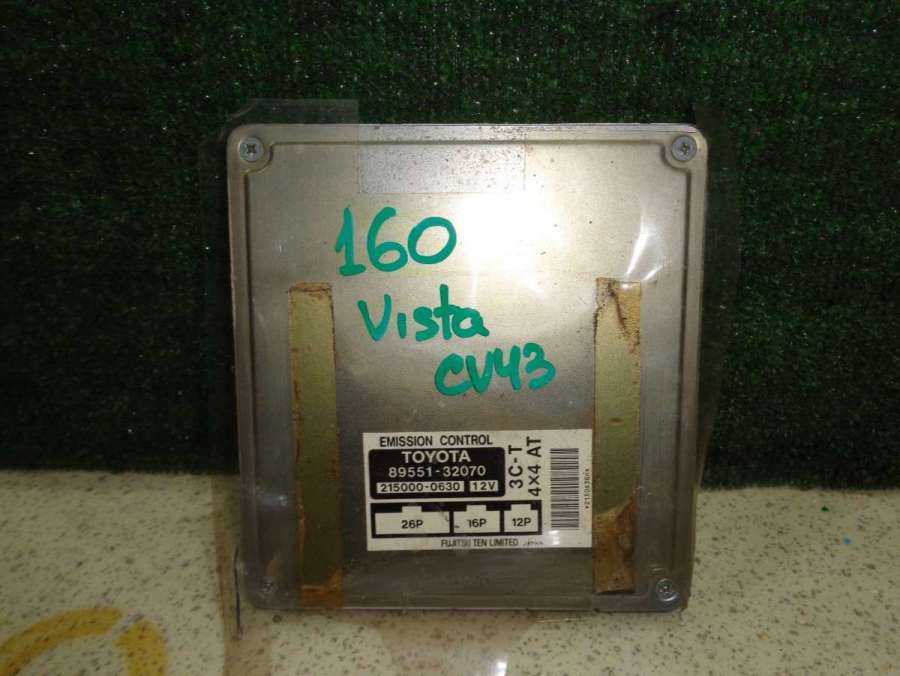 160
Vista
CV43
EMISSION CONTROL
TOYOTA
89551-32070
215000-0630 12V
3C-T
4X4 AT
26P 16P 12P
FUJITSU TEN LIMITED JAPAN